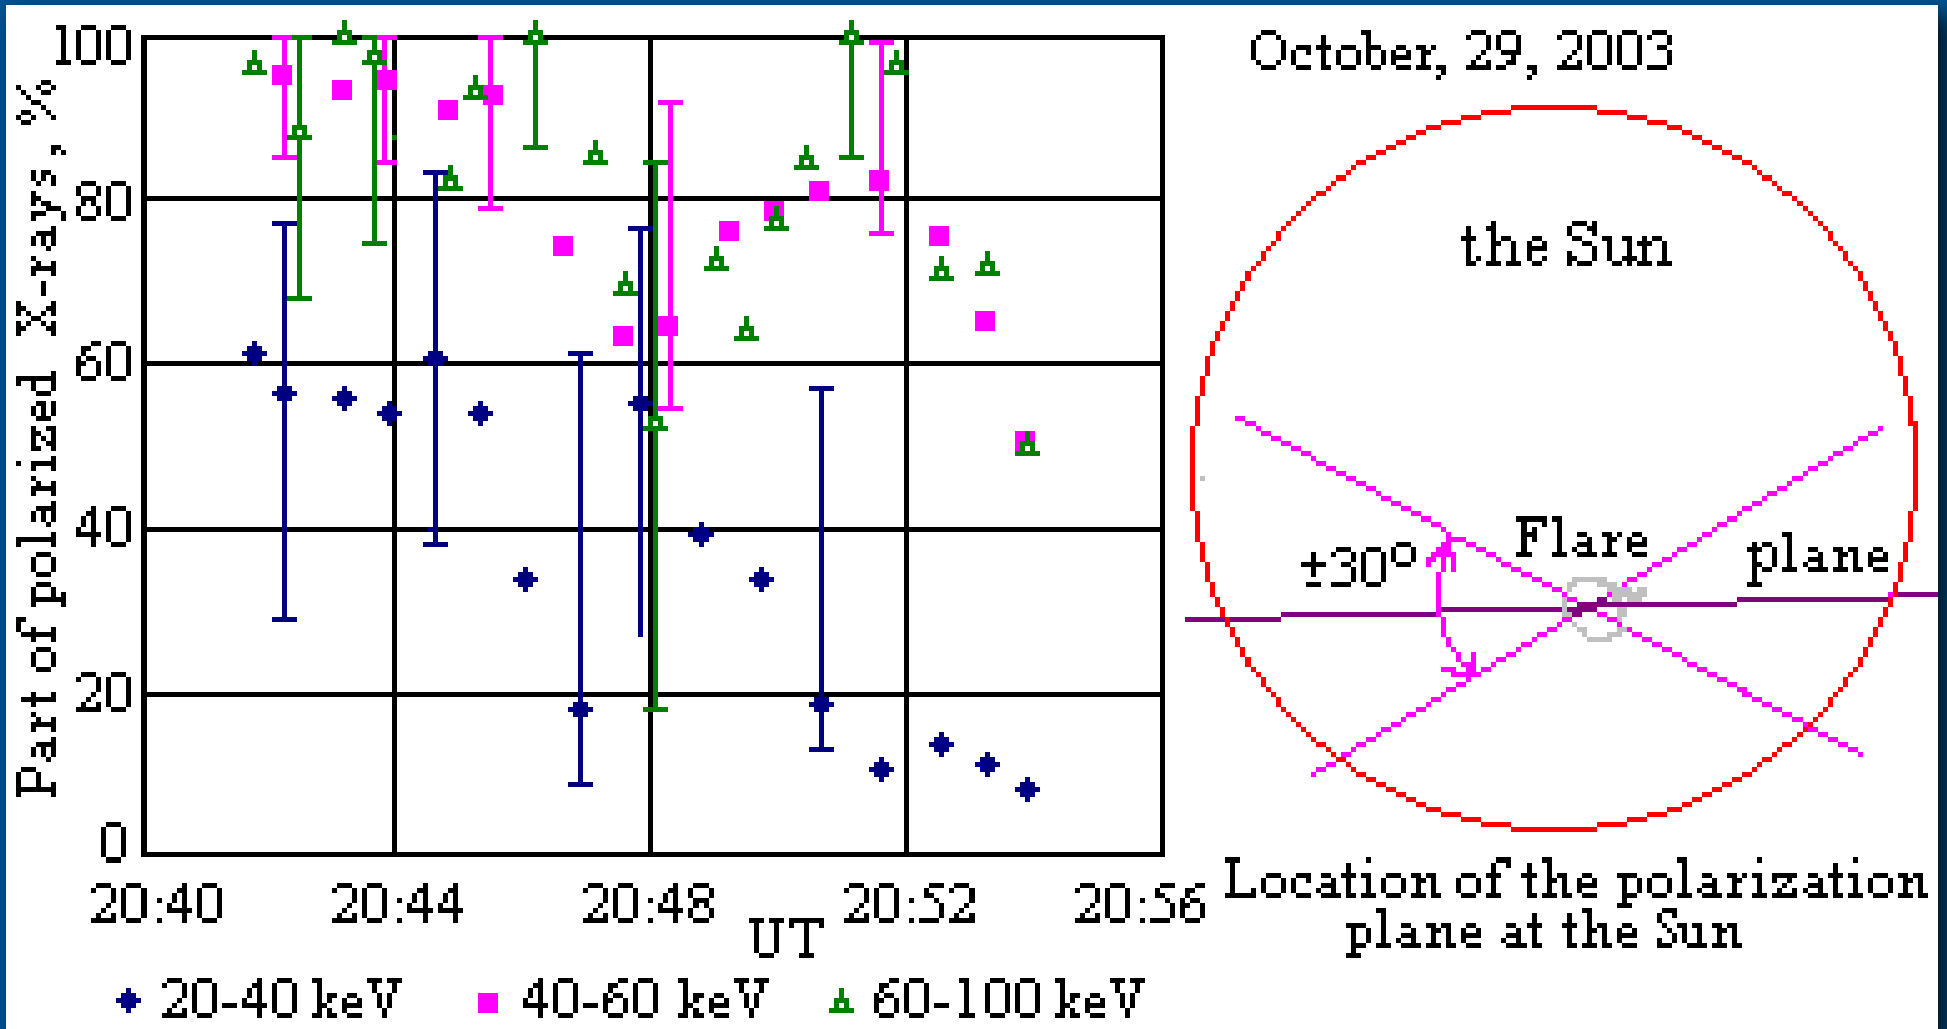 Part of polarized X-rays, %
100
80
60
40
20
0
20:40 20:44 20:48 20:52 20:56
UT
20-40 keV 40-60 keV 60-100 keV
October, 29, 2003
the Sun
Flare
±30° plane
Location of the polarization
plane at the Sun